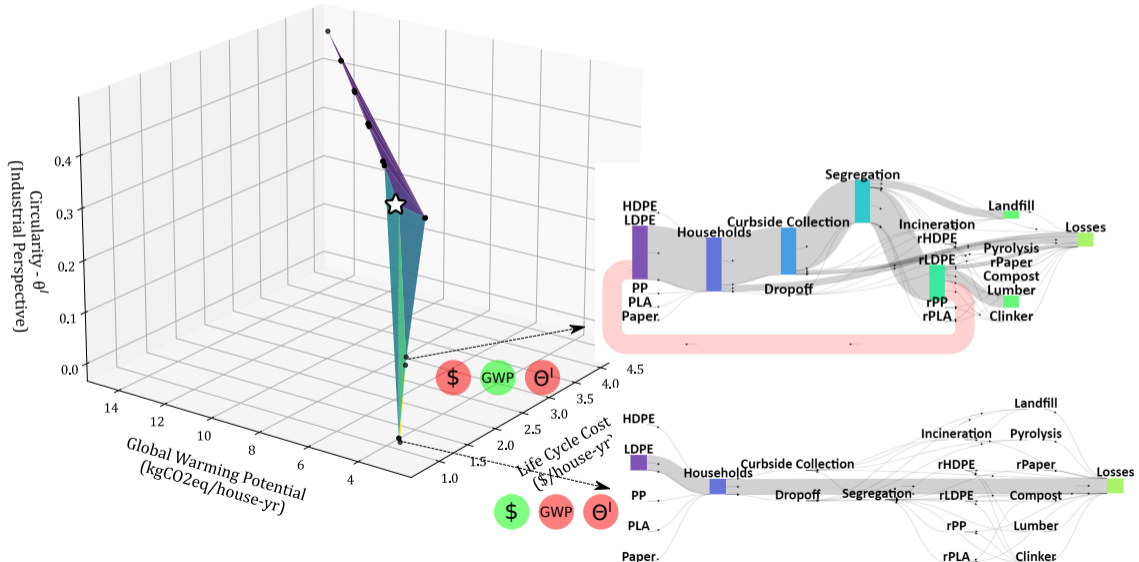 Circularity - θᴵ
(Industrial Perspective)
0.4
0.3
0.2
0.1
0.0
14
12
10
8
6
4
Global Warming Potential
(kgCO2eq/house-yr)
1.0
1.5
2.0
2.5
3.0
3.5
4.0
4.5
Life Cycle Cost
($/house-yr)
$ GWP Θᴵ
$ GWP Θᴵ
HDPE
LDPE
PP
PLA
Paper
Households
Curbside Collection
Dropoff
Segregation
Incineration
rHDPE
rLDPE
rPP
rPLA
Landfill
Pyrolysis
rPaper
Compost
Lumber
Clinker
Losses
HDPE
LDPE
PP
PLA
Paper
Households
Curbside Collection
Dropoff
Segregation
Incineration
rHDPE
rLDPE
rPP
rPLA
Landfill
Pyrolysis
rPaper
Compost
Lumber
Clinker
Losses